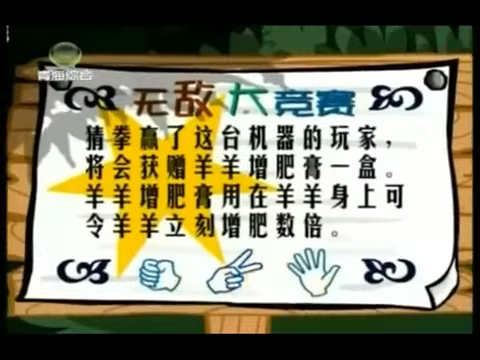 青海综合
无敌大竞赛
猜拳赢了这台机器的玩家，
将会获赠羊羊增肥膏一盒。
羊羊增肥膏用在羊羊身上可
令羊羊立刻增肥数倍。